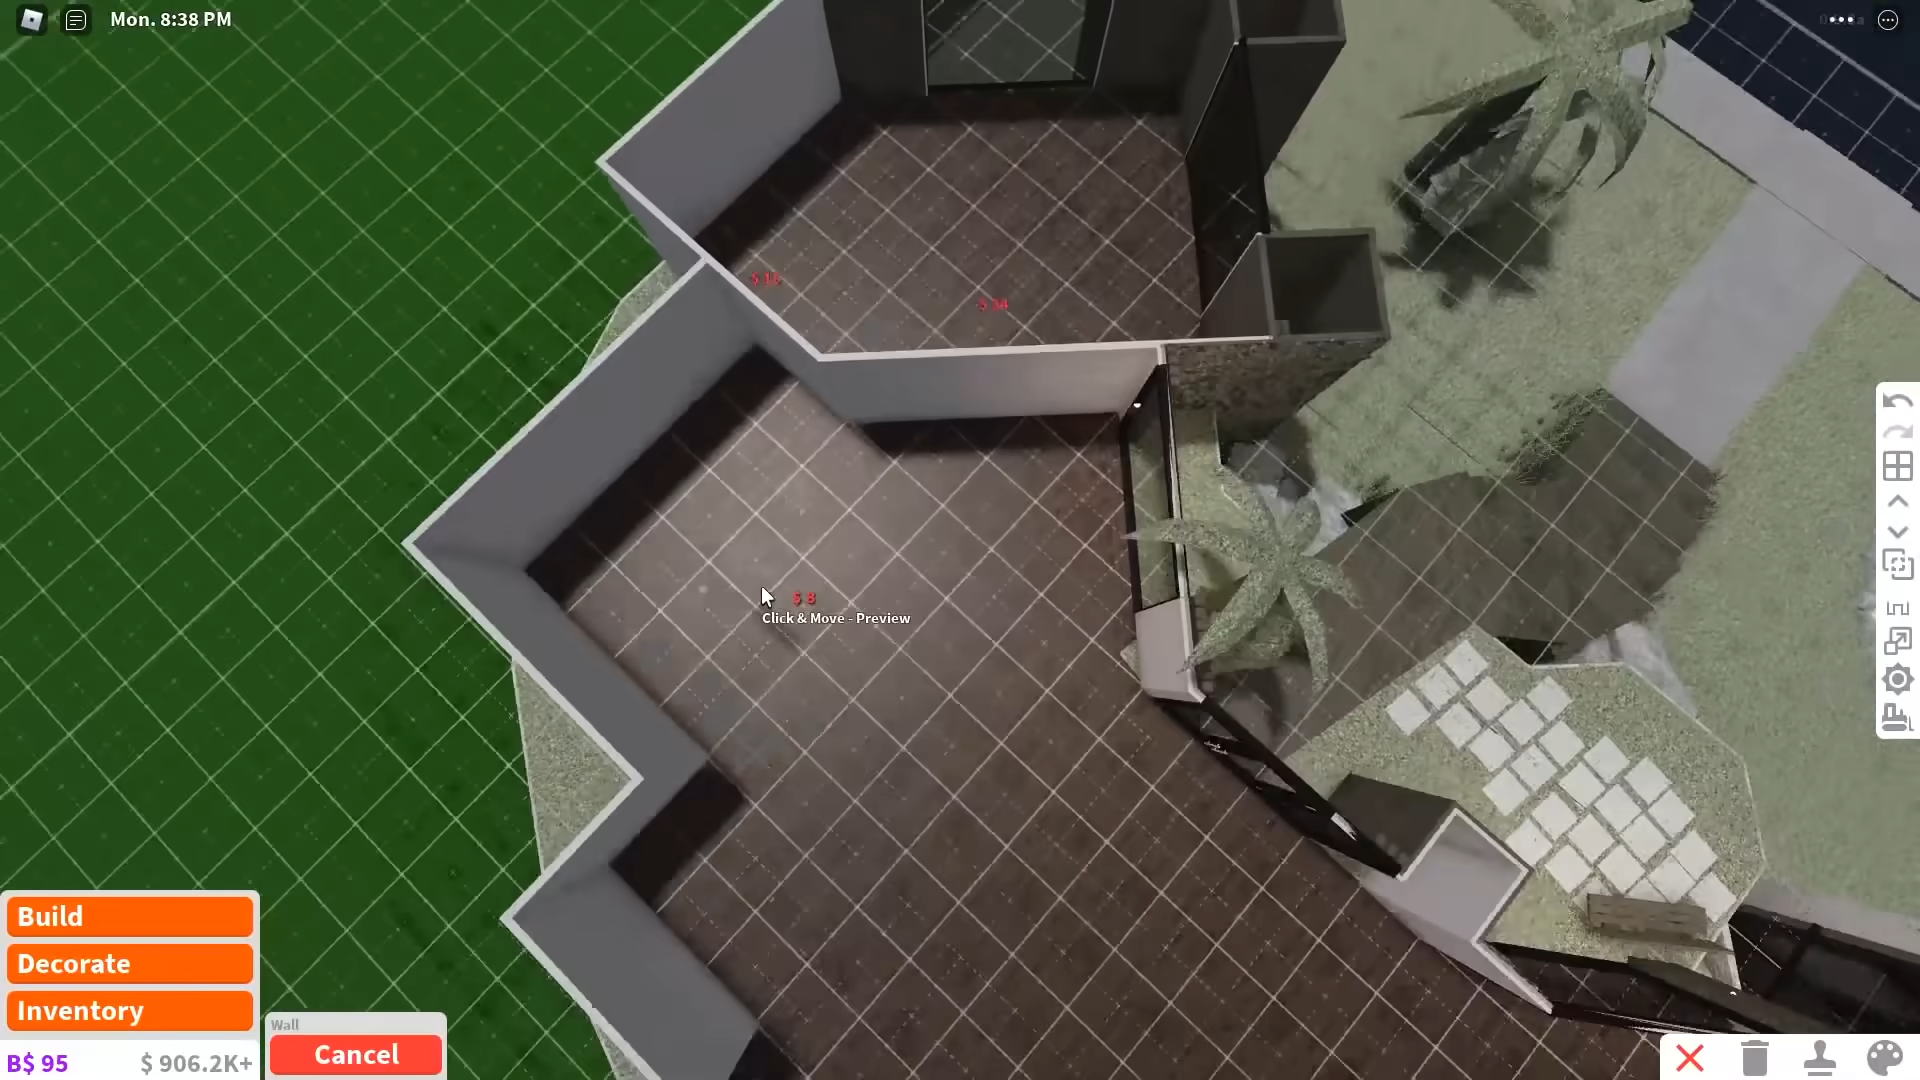 Mon. 8:38 PM
$ 8
Click & Move - Preview
Build
Decorate
Inventory
B$ 95
$ 906.2K+
Wall
Cancel